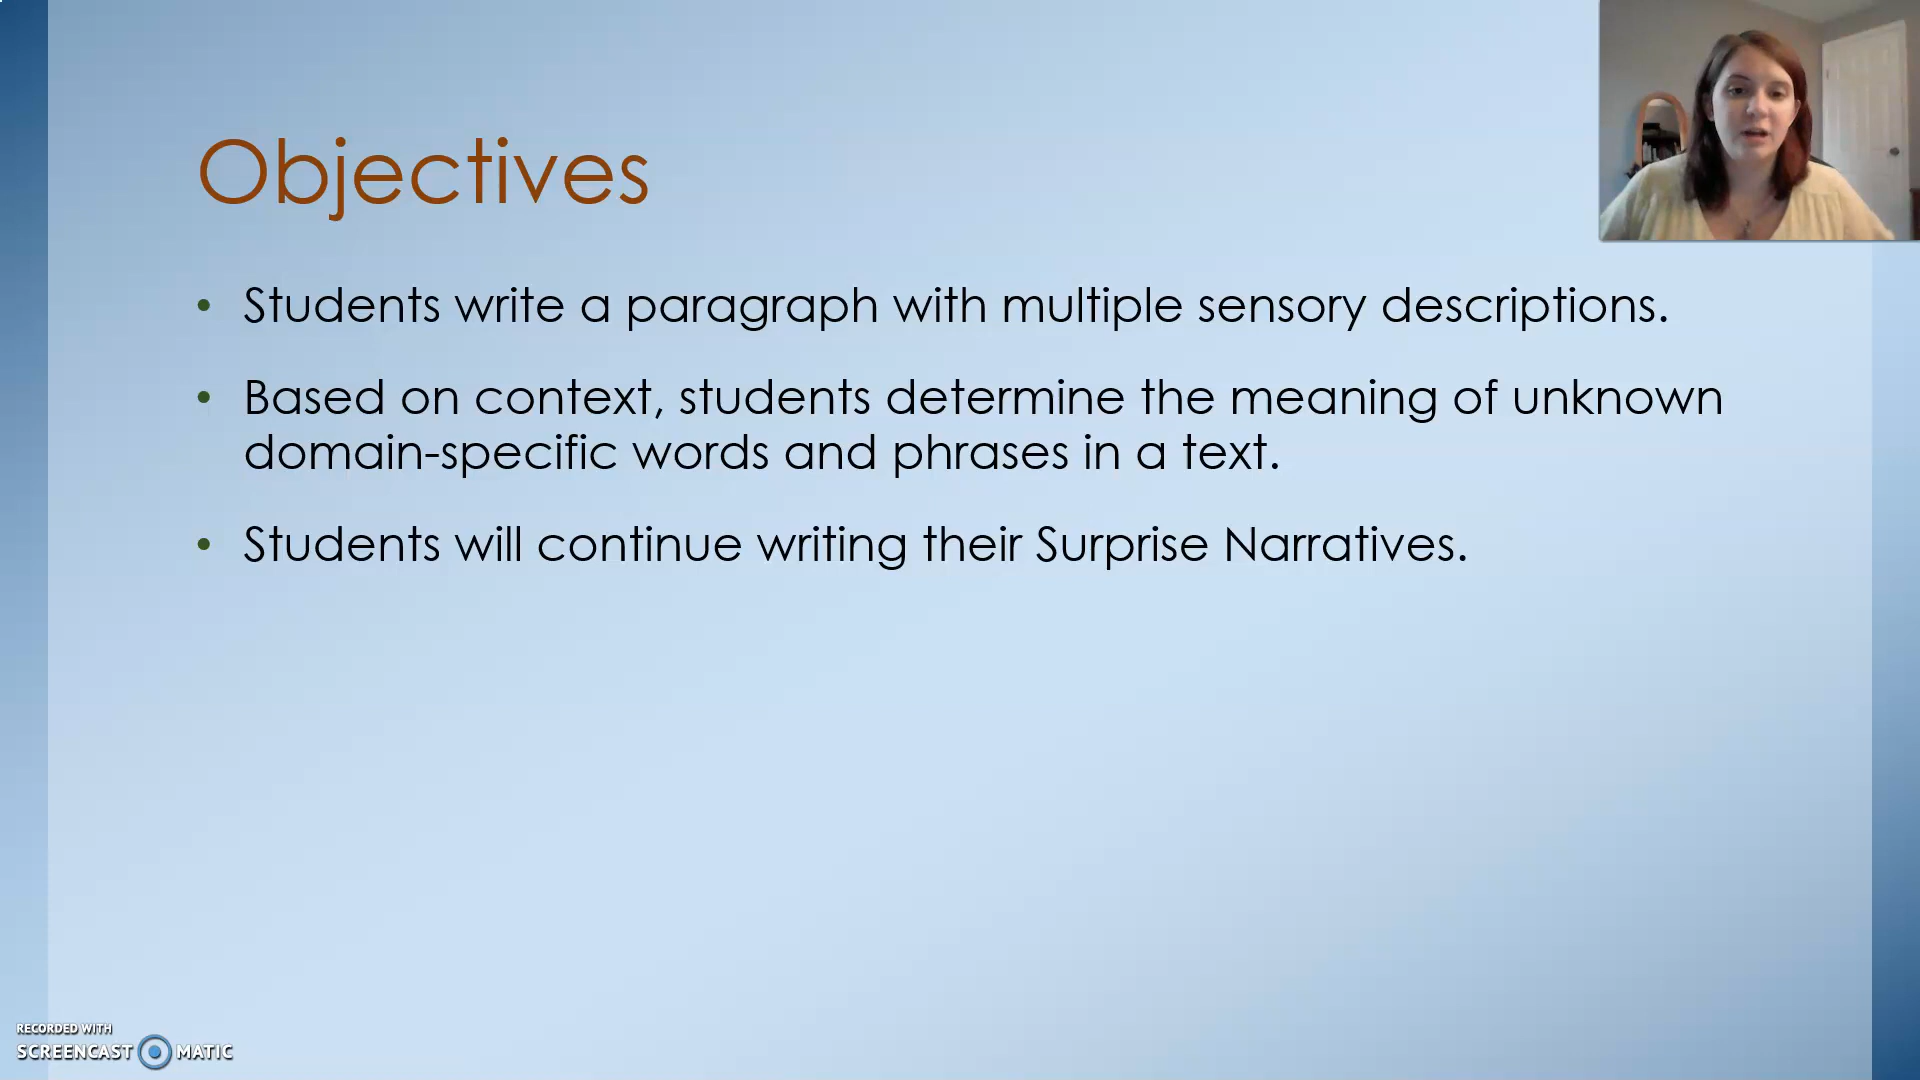 Objectives
• Students write a paragraph with multiple sensory descriptions.
• Based on context, students determine the meaning of unknown
domain-specific words and phrases in a text.
• Students will continue writing their Surprise Narratives.
RECORDED WITH
SCREENCAST MATIC